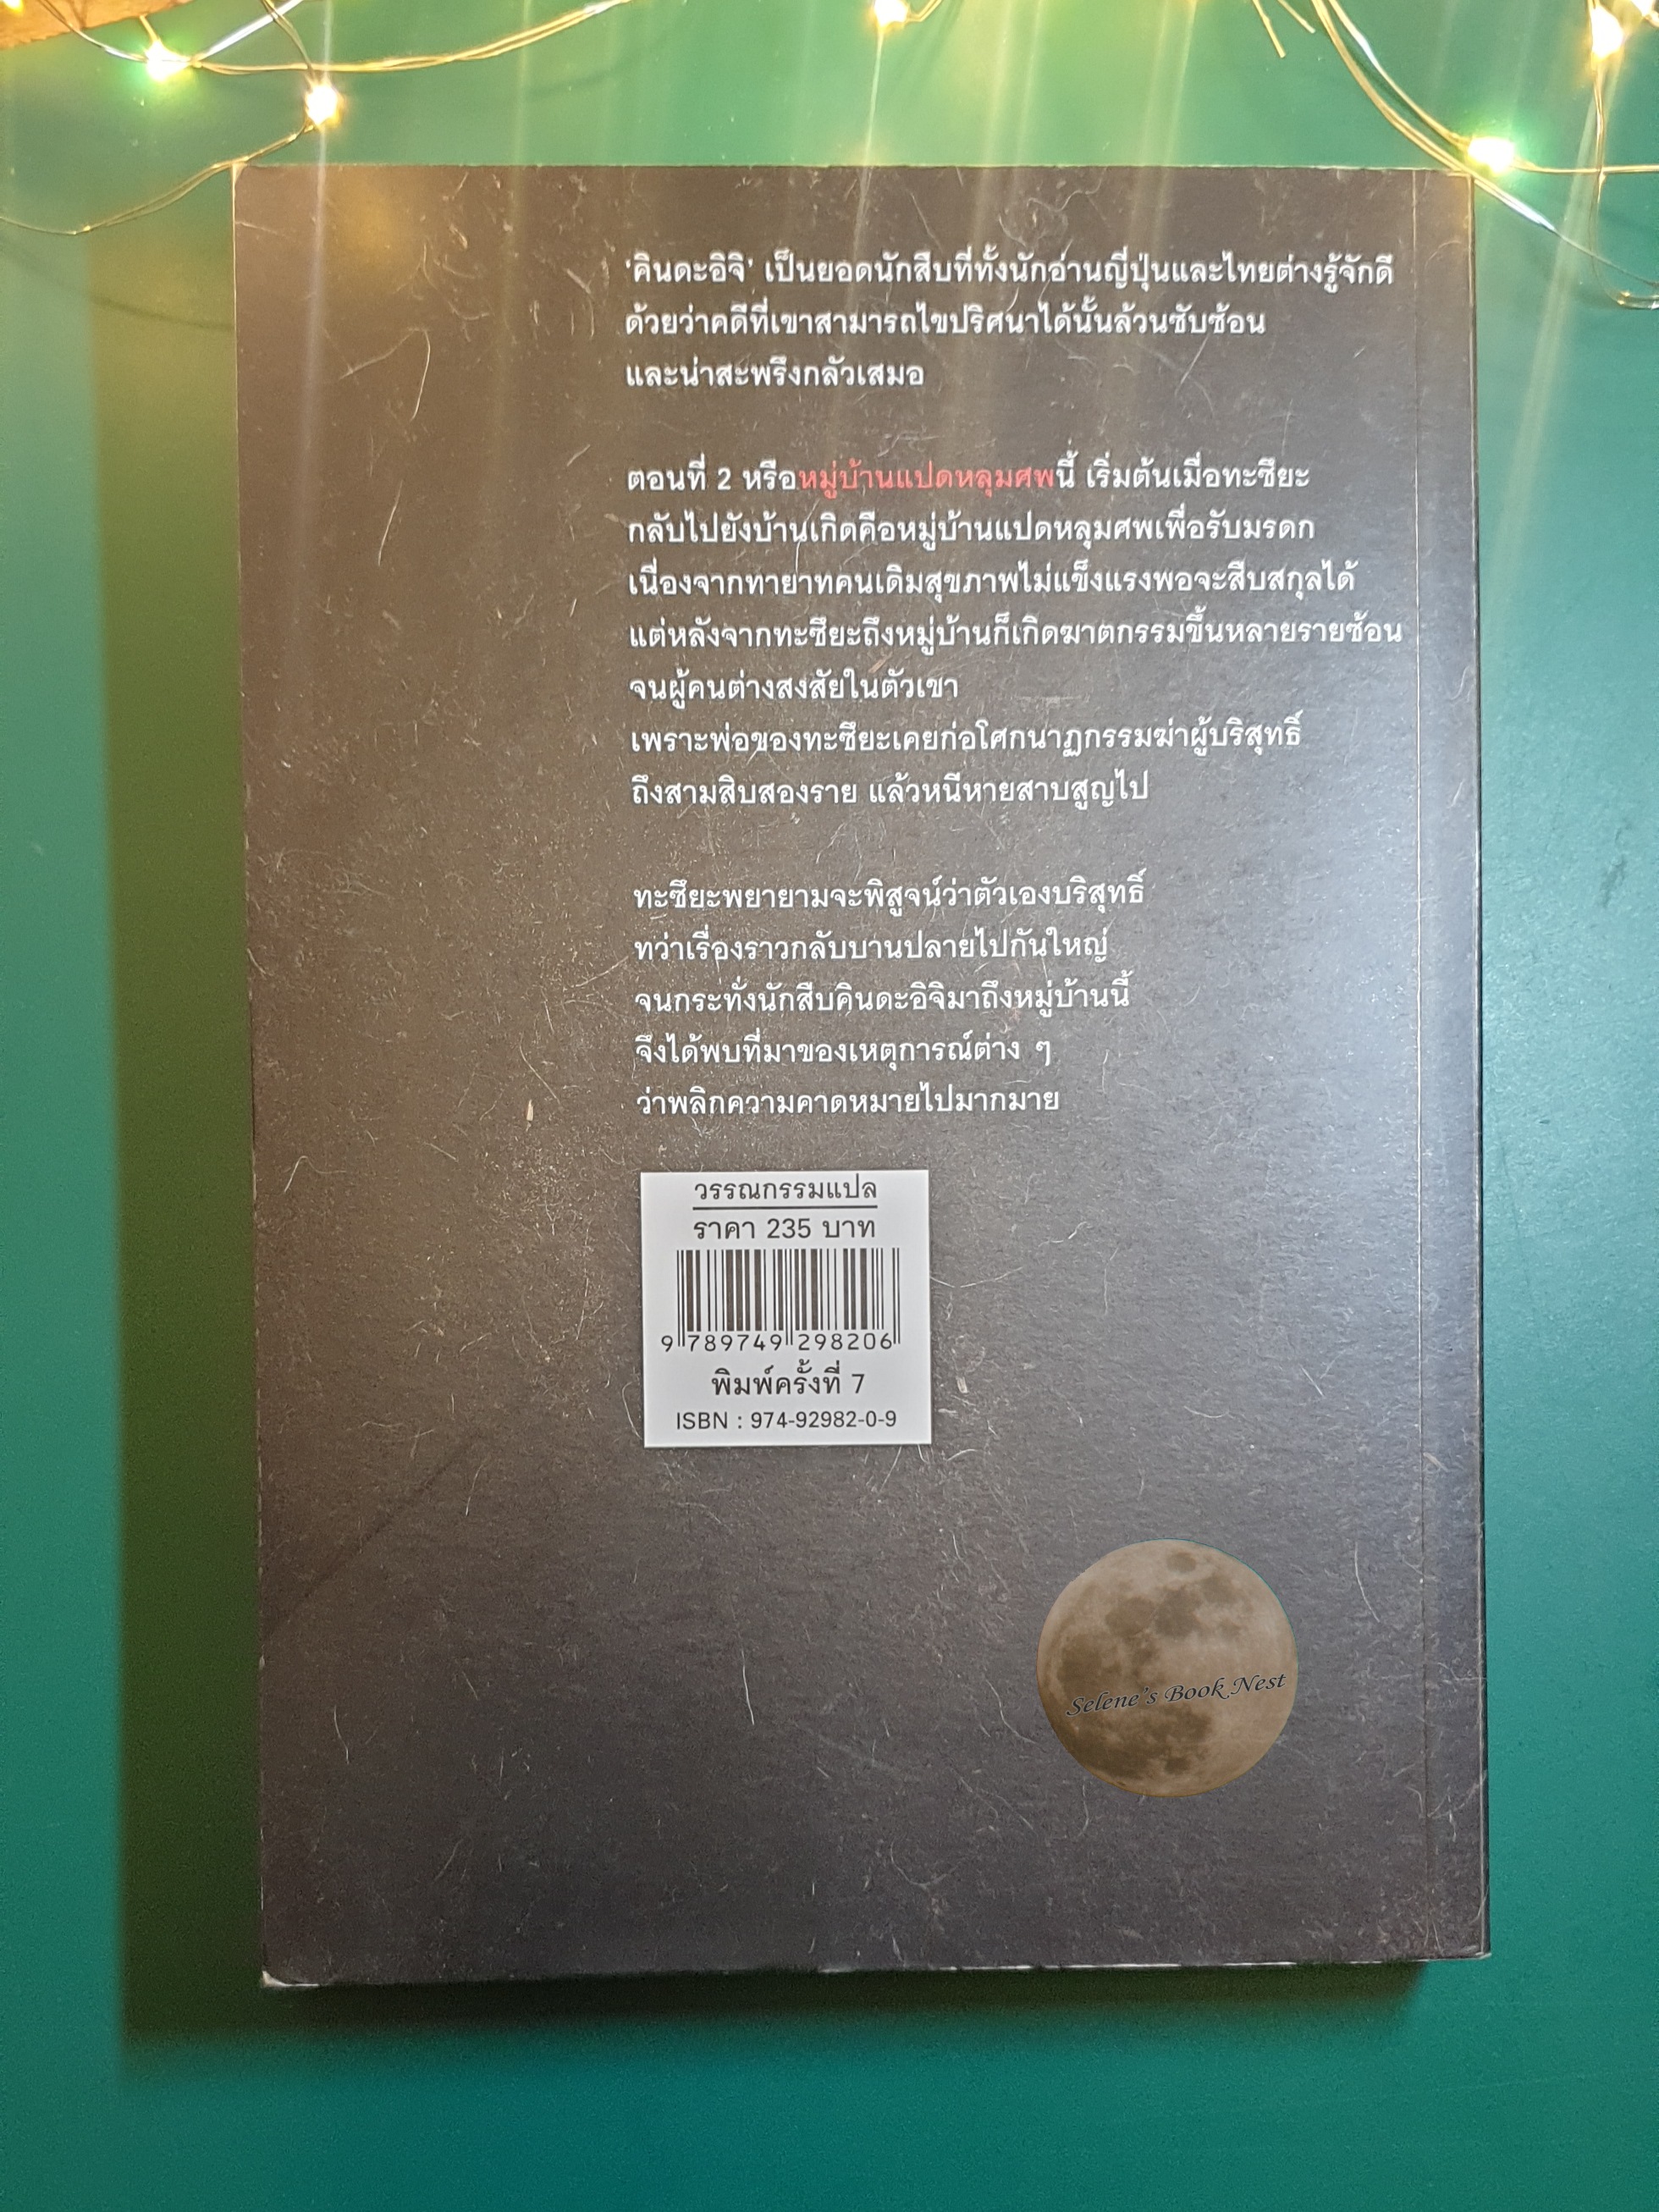 'คินดะอิจิ' เป็นยอดนักสืบที่ทั้งนักอ่านญี่ปุ่นและไทยต่างรู้จักดี
ด้วยว่าคดีที่เขาสามารถไขปริศนาได้นั้นล้วนซับซ้อน
และน่าสะพรึงกลัวเสมอ
ตอนที่ 2 หรือหมู่บ้านแปดหลุมศพนี้ เริ่มต้นเมื่อทะซึยะ
กลับไปยังบ้านเกิดคือหมู่บ้านแปดหลุมศพเพื่อรับมรดก
เนื่องจากทายาทคนเดิมสุขภาพไม่แข็งแรงพอจะสืบสกุลได้
แต่หลังจากทะซึยะถึงหมู่บ้านก็เกิดฆาตกรรมขึ้นหลายรายซ้อน
จนผู้คนต่างสงสัยในตัวเขา
เพราะพ่อของทะซึยะเคยก่อโศกนาฏกรรมฆ่าผู้บริสุทธิ์
ถึงสามสิบสองราย แล้วหนีหายสาบสูญไป
ทะซึยะพยายามจะพิสูจน์ว่าตัวเองบริสุทธิ์
ทว่าเรื่องราวกลับบานปลายไปกันใหญ่
จนกระทั่งนักสืบคินดะอิจิมาถึงหมู่บ้านนี้
จึงได้พบที่มาของเหตุการณ์ต่าง ๆ
ว่าพลิกความคาดหมายไปมากมาย
วรรณกรรมแปล
ราคา 235 บาท
9 789749 298206
พิมพ์ครั้งที่ 7
ISBN : 974-92982-0-9
Selene's Book Nest